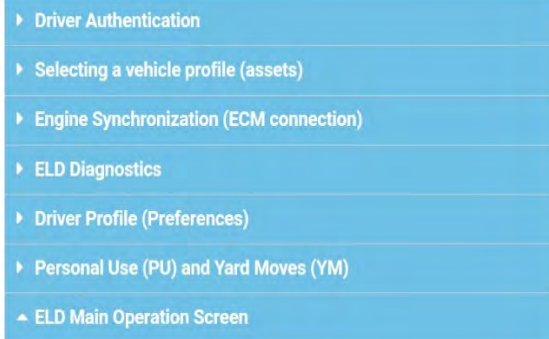 Driver Authentication
Selecting a vehicle profile (assets)
Engine Synchronization (ECM connection)
ELD Diagnostics
Driver Profile (Preferences)
Personal Use (PU) and Yard Moves (YM)
ELD Main Operation Screen